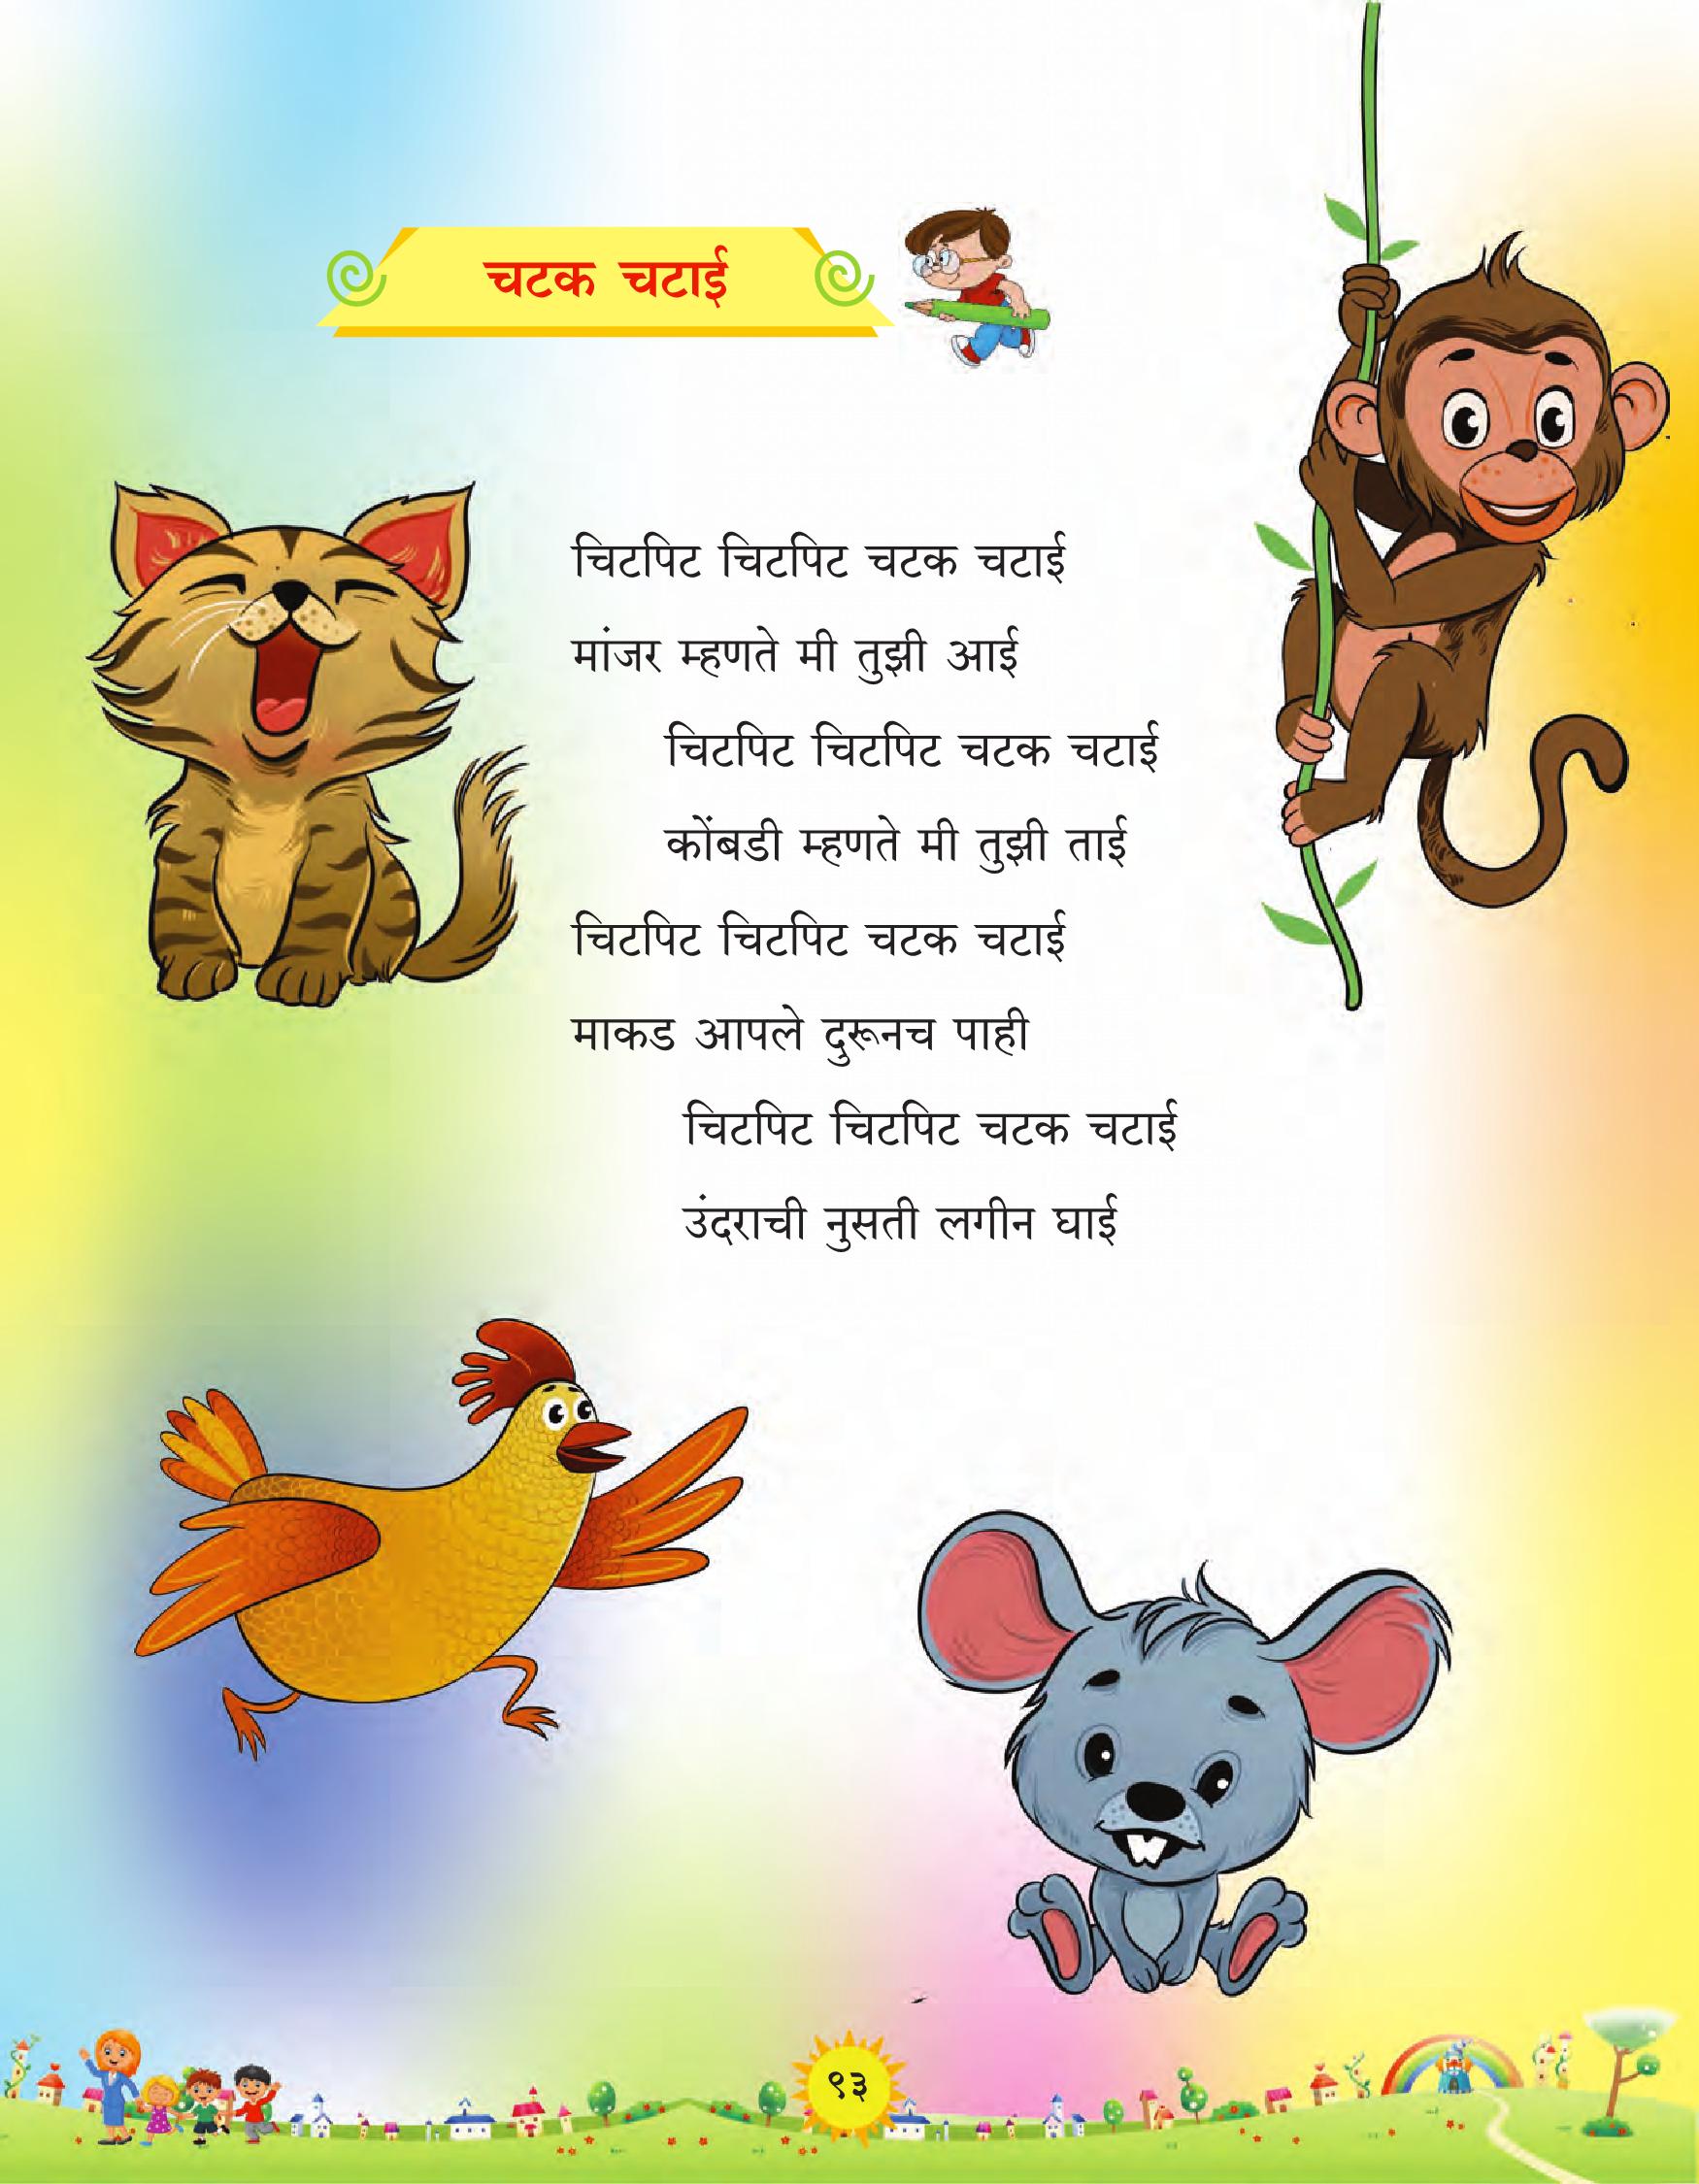 चटक चटाई
चिटपिट चिटपिट चटक चटाई
मांजर म्हणते मी तुझी आई
चिटपिट चिटपिट चटक चटाई
कोंबडी म्हणते मी तुझी ताई
चिटपिट चिटपिट चटक चटाई
माकड आपले दुरूनच पाही
चिटपिट चिटपिट चटक चटाई
उंदराची नुसती लगीन घाई
९३